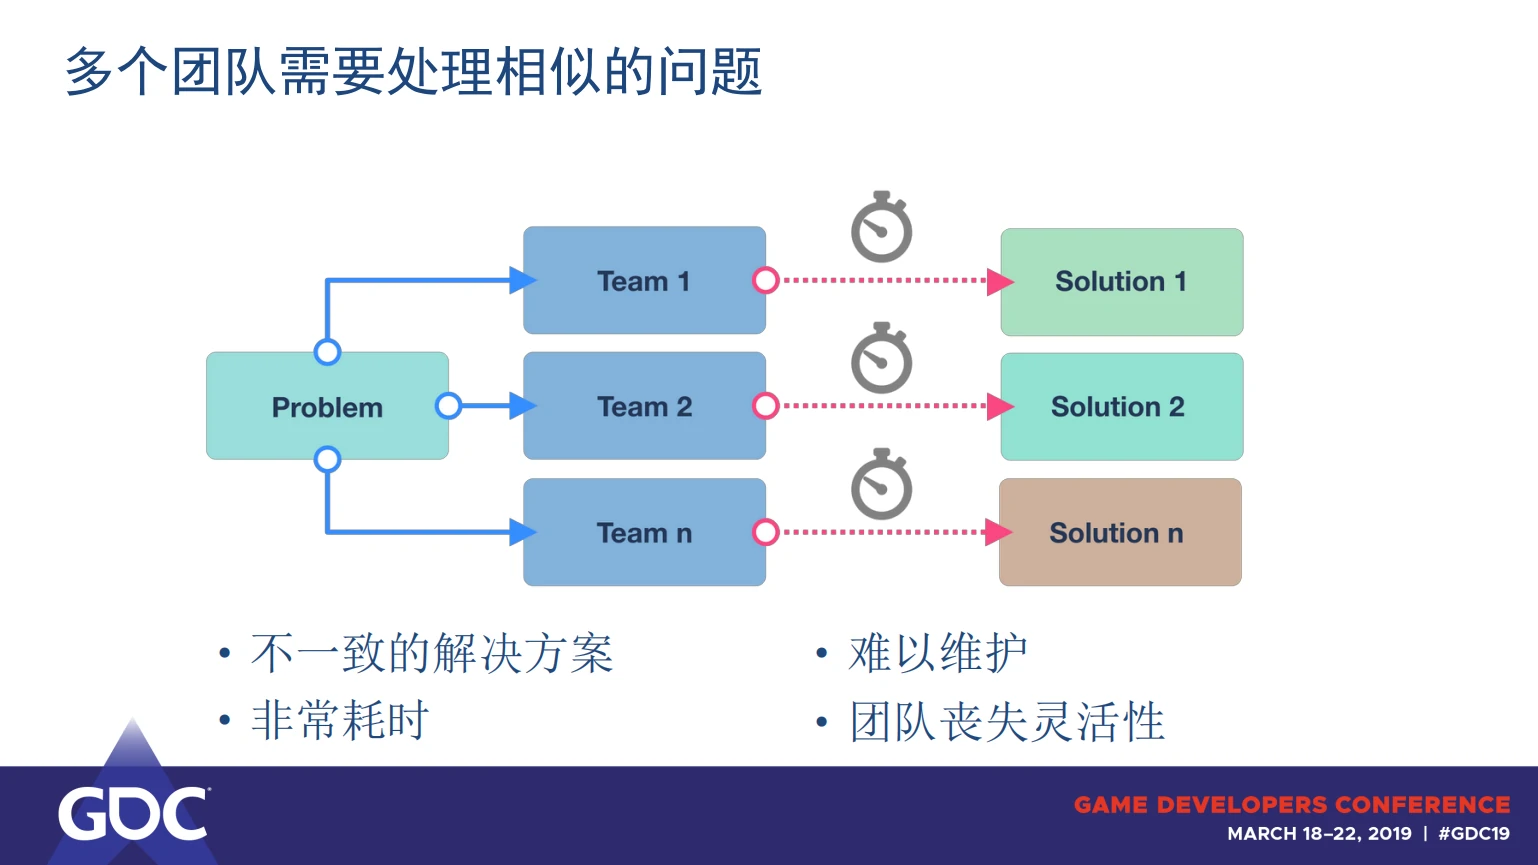 多个团队需要处理相似的问题
Team 1
Solution 1
Problem
Team 2
Solution 2
Team n
Solution n
• 不一致的解决方案
• 非常耗时
• 难以维护
• 团队丧失灵活性
GDC
GAME DEVELOPERS CONFERENCE
MARCH 18–22, 2019 | #GDC19